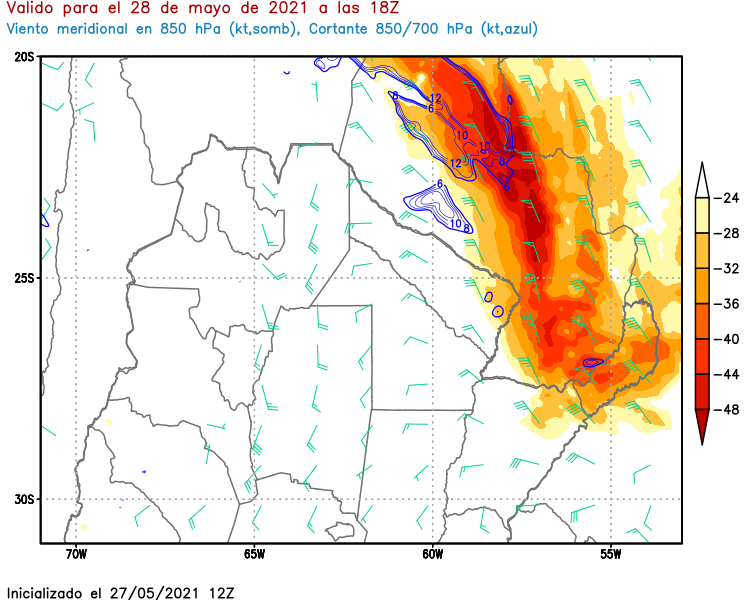 Valido para el 28 de mayo de 2021 a las 18Z
Viento meridional en 850 hPa (kt,somb), Cortante 850/700 hPa (kt,azul)
20S
25S
30S
70W 65W 60W 55W
8 12 6
10
10
12 8
8
6
10 8
-24
-28
-32
-36
-40
-44
-48
Inicializado el 27/05/2021 12Z